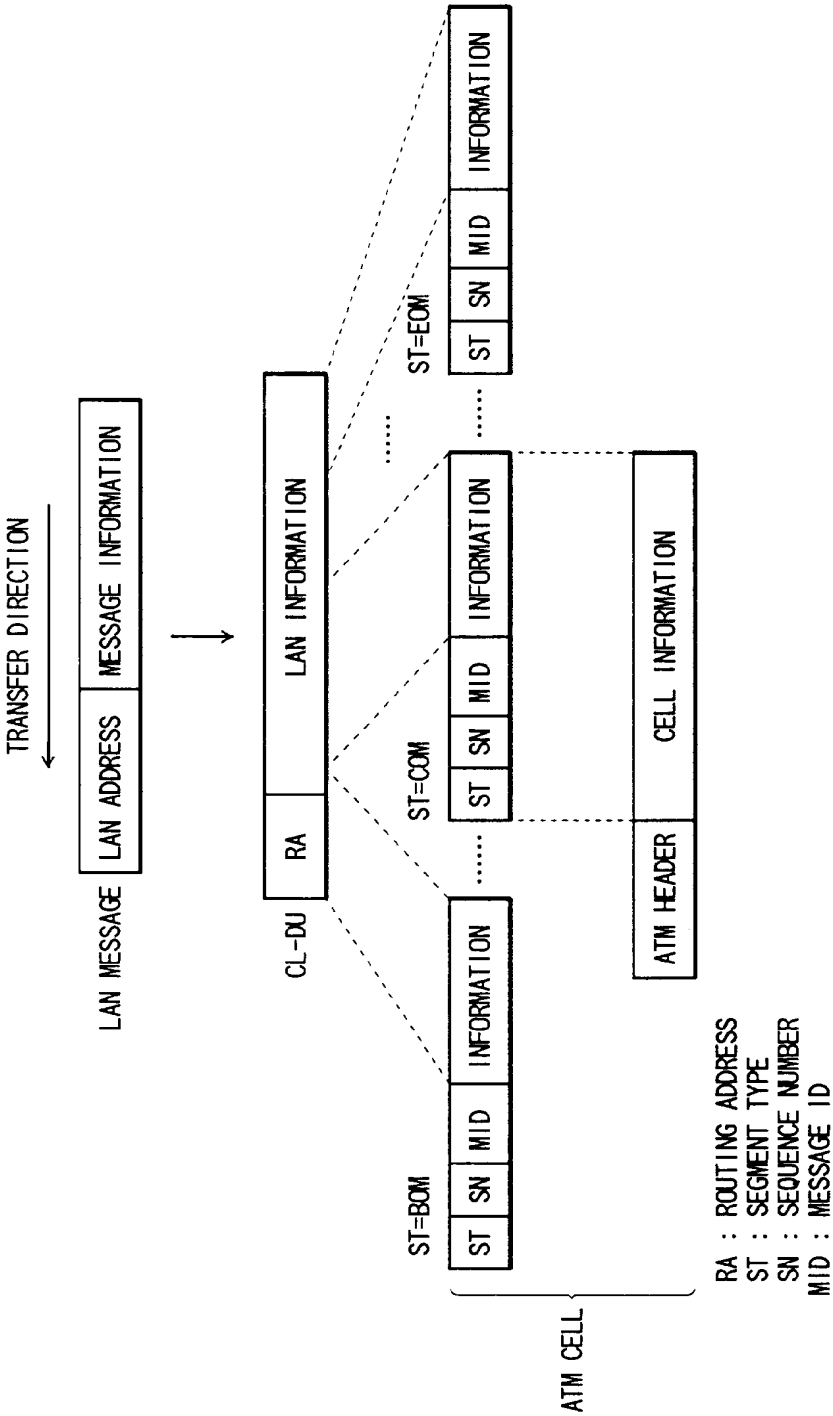 TRANSFER DIRECTION
LAN MESSAGE LAN ADDRESS MESSAGE INFORMATION
CL-DU RA LAN INFORMATION
......
ST=BOM ST=COM ST=EOM
ST SN MID INFORMATION ...... ST SN MID INFORMATION ...... ST SN MID INFORMATION
ATM CELL
ATM HEADER CELL INFORMATION
RA : ROUTING ADDRESS
ST : SEGMENT TYPE
SN : SEQUENCE NUMBER
MID : MESSAGE ID